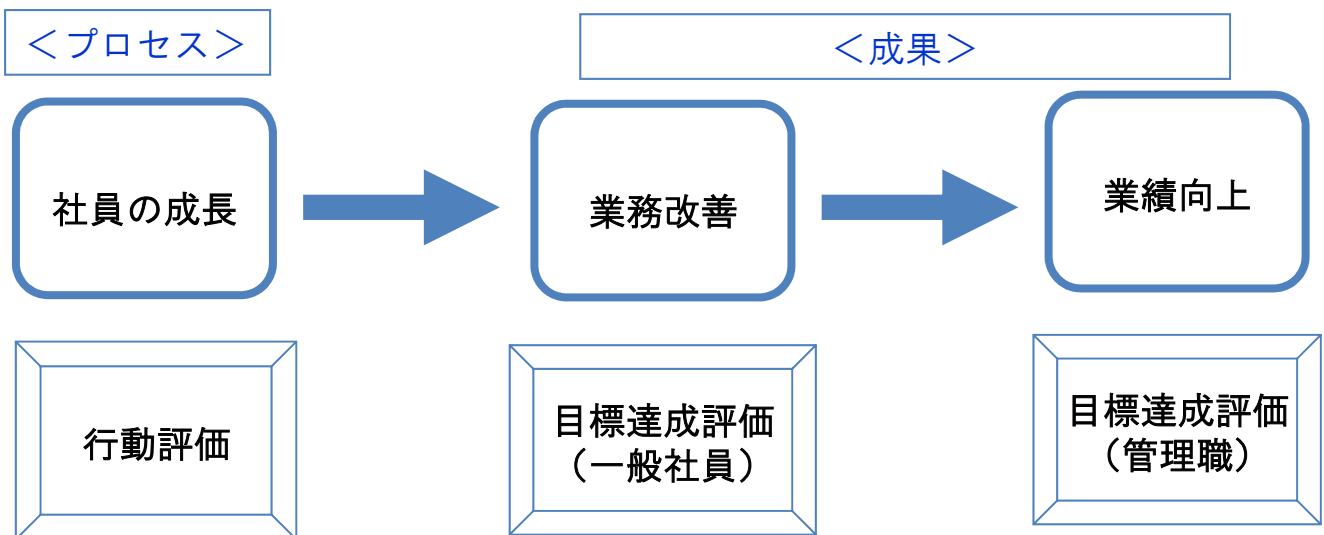 ＜プロセス＞
＜成果＞
社員の成長
業務改善
業績向上
行動評価
目標達成評価
（一般社員）
目標達成評価
（管理職）